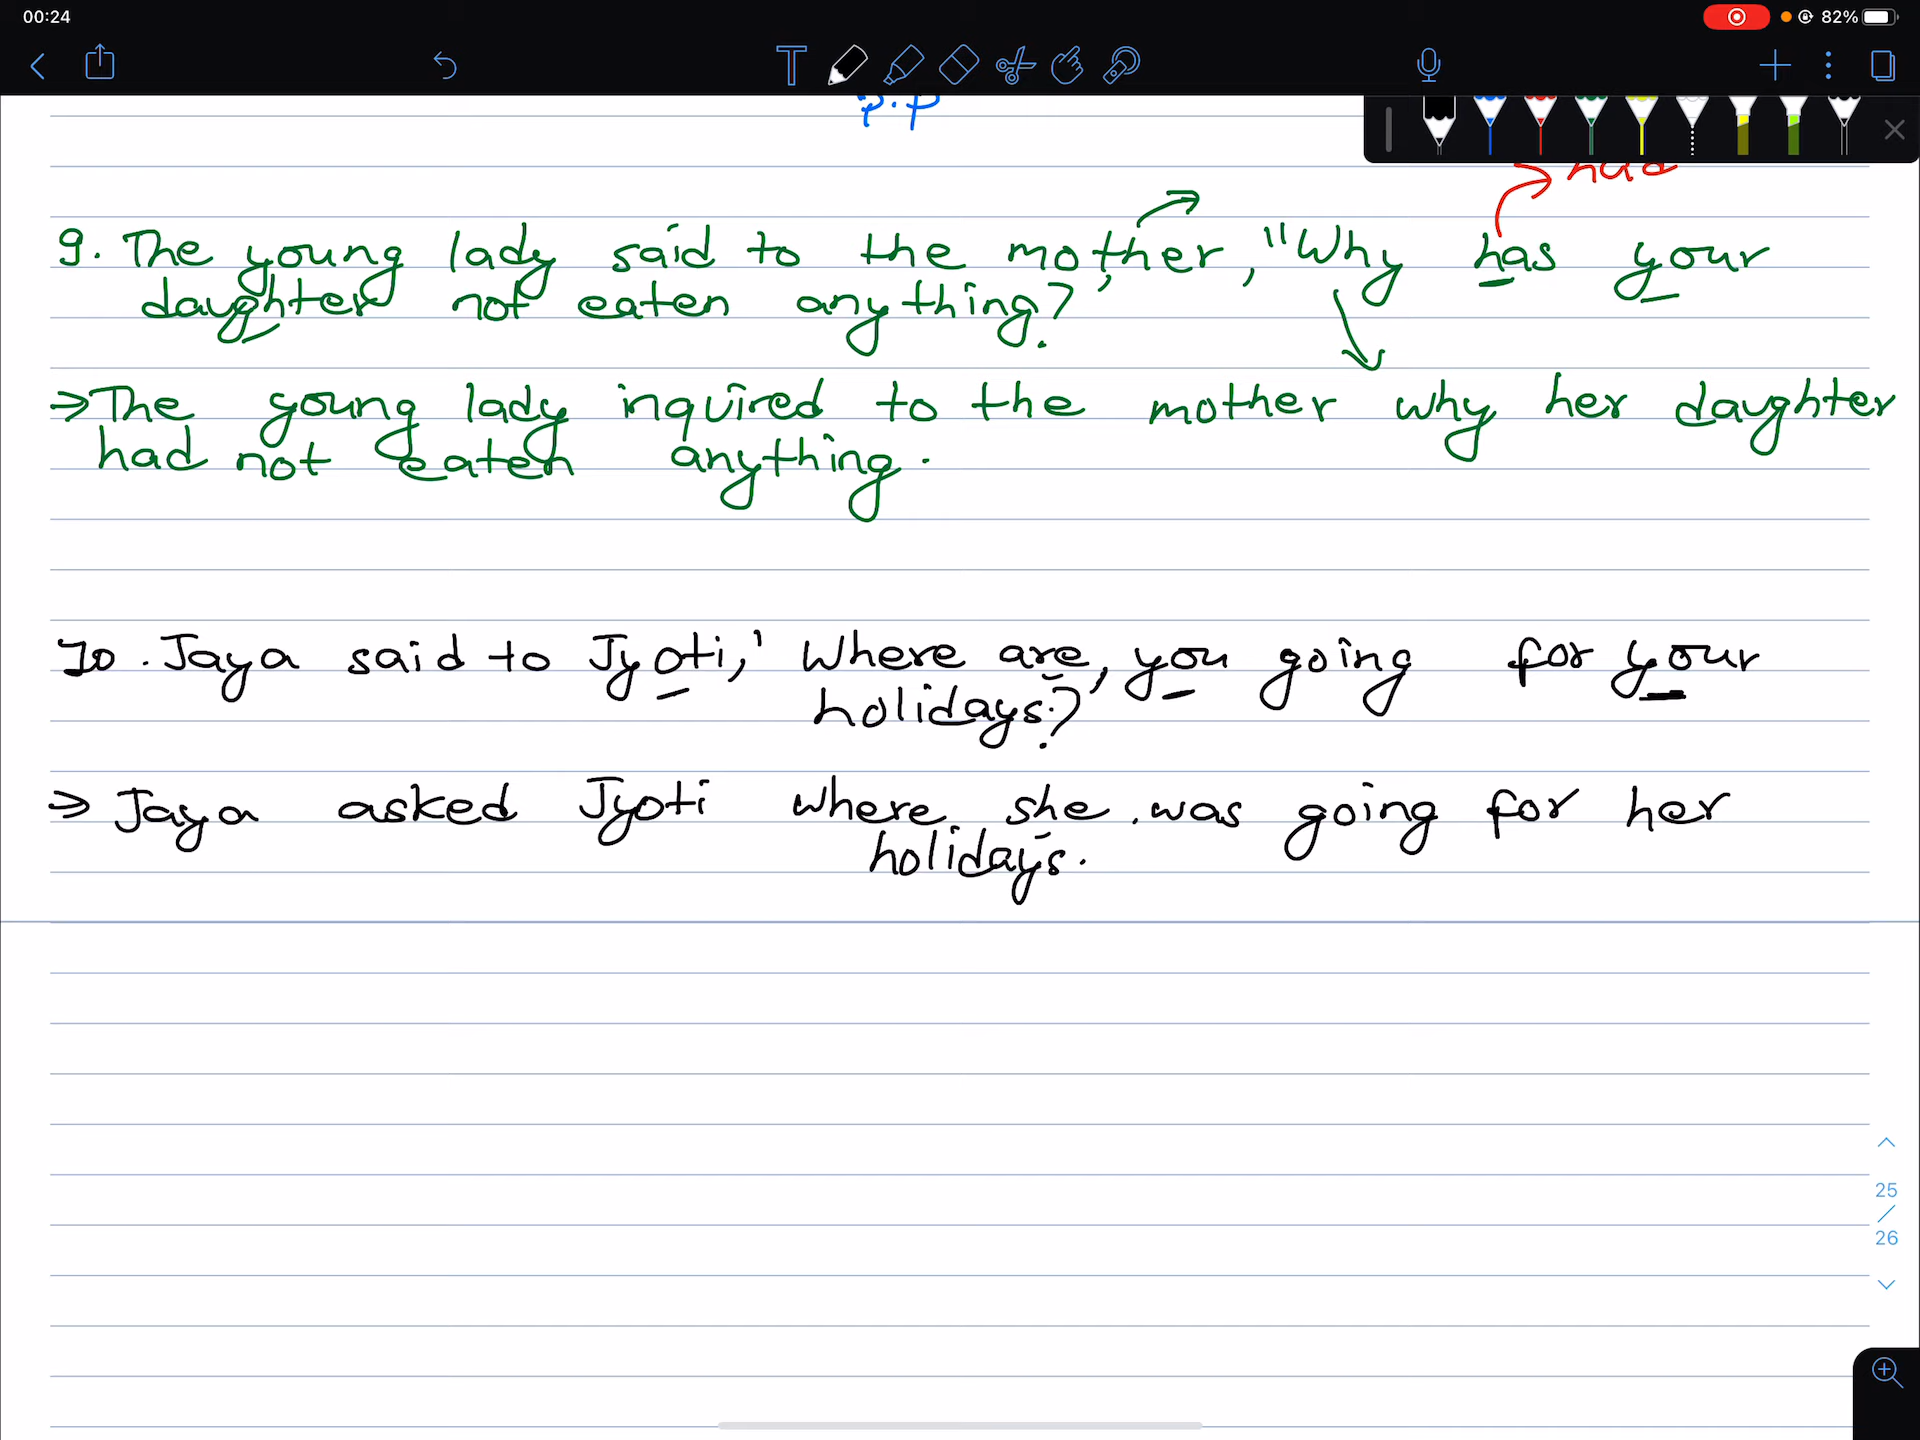 00:24
82%
P.P
had
9. The young lady said to the mother, "Why has your
daughter not eaten anything?
⇒ The young lady inquired to the mother why her daughter
had not eaten anything.
10. Jaya said to Jyoti,' Where are, you going for your
holidays?
⇒ Jaya asked Jyoti where she was going for her
holidays.
25
/
26